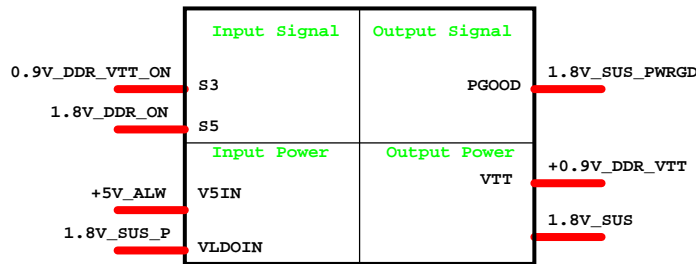 Input Signal Output Signal
0.9V_DDR_VTT_ON S3 PGOOD 1.8V_SUS_PWRGD
1.8V_DDR_ON S5
Input Power Output Power
VTT +0.9V_DDR_VTT
+5V_ALW V5IN
1.8V_SUS
1.8V_SUS_P VLDOIN